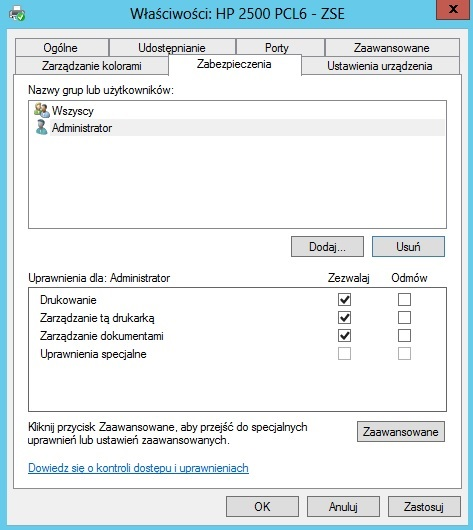 Właściwości: HP 2500 PCL6 - ZSE
x
Ogólne Udostępnianie Porty Zaawansowane
Zarządzanie kolorami Zabezpieczenia Ustawienia urządzenia
Nazwy grup lub użytkowników:
Wszyscy
Administrator
Dodaj... Usuń
Uprawnienia dla: Administrator Zezwalaj Odmów
Drukowanie
Zarządzanie tą drukarką
Zarządzanie dokumentami
Uprawnienia specjalne
Kliknij przycisk Zaawansowane, aby przejść do specjalnych
uprawnień lub ustawień zaawansowanych.
Zaawansowane
Dowiedz się o kontroli dostępu i uprawnieniach
OK Anuluj Zastosuj